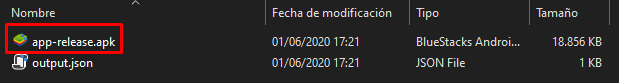 Nombre Fecha de modificación Tipo Tamaño
app-release.apk 01/06/2020 17:21 BlueStacks Androi... 18.856 KB
output.json 01/06/2020 17:21 JSON File 1 KB